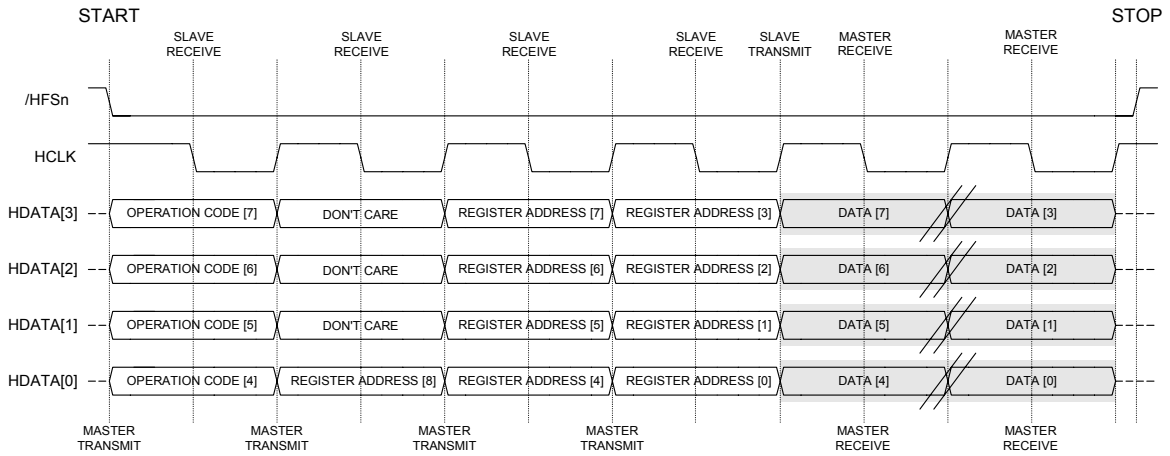 START STOP
SLAVE SLAVE SLAVE SLAVE SLAVE MASTER MASTER
RECEIVE RECEIVE RECEIVE RECEIVE TRANSMIT RECEIVE RECEIVE
/HFSn
HCLK
HDATA[3] OPERATION CODE [7] DON'T CARE REGISTER ADDRESS [7] REGISTER ADDRESS [3] DATA [7] DATA [3]
HDATA[2] OPERATION CODE [6] DON'T CARE REGISTER ADDRESS [6] REGISTER ADDRESS [2] DATA [6] DATA [2]
HDATA[1] OPERATION CODE [5] DON'T CARE REGISTER ADDRESS [5] REGISTER ADDRESS [1] DATA [5] DATA [1]
HDATA[0] OPERATION CODE [4] REGISTER ADDRESS [8] REGISTER ADDRESS [4] REGISTER ADDRESS [0] DATA [4] DATA [0]
MASTER MASTER MASTER MASTER MASTER MASTER
TRANSMIT TRANSMIT TRANSMIT TRANSMIT RECEIVE RECEIVE